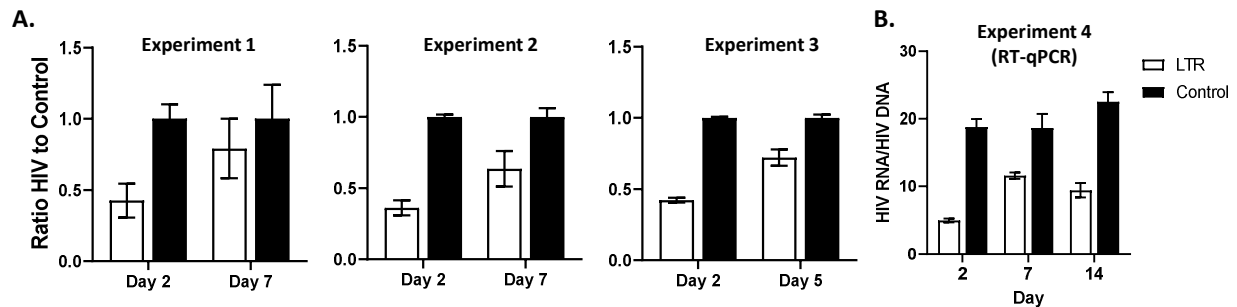 A.
Experiment 1
Experiment 2
Experiment 3
Ratio HIV to Control
1.5
1.0
0.5
0.0
Day 2
Day 7
1.5
1.0
0.5
0.0
Day 2
Day 7
1.5
1.0
0.5
0.0
Day 2
Day 5
B.
Experiment 4
(RT-qPCR)
HIV RNA/HIV DNA
30
20
10
0
2
7
14
Day
LTR
Control